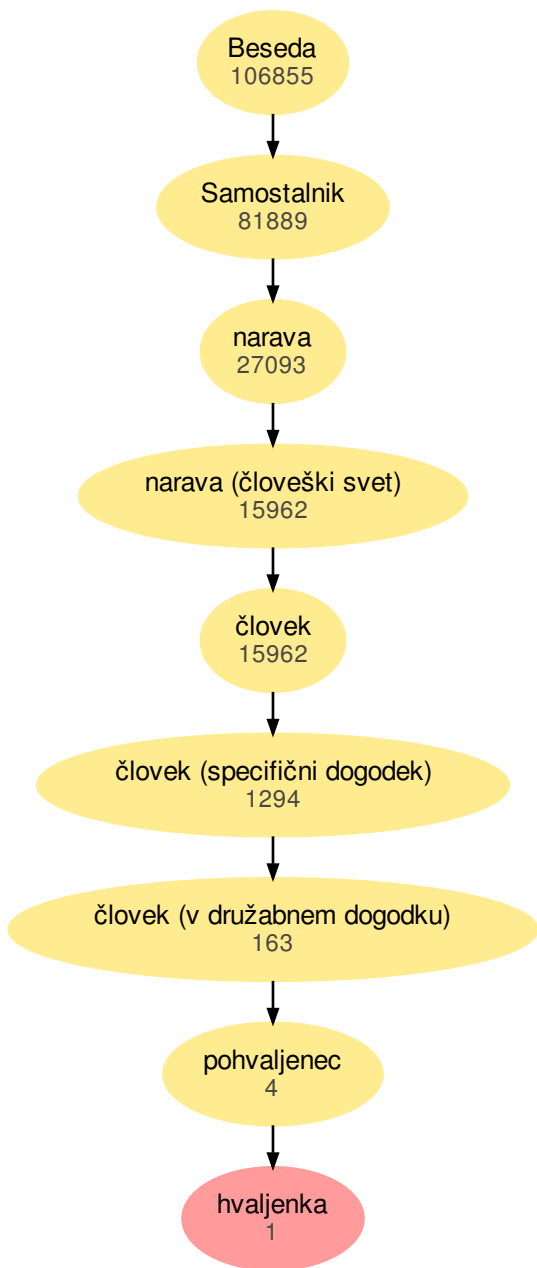 Beseda
106855
Samostalnik
81889
narava
27093
narava (človeški svet)
15962
človek
15962
človek (specifični dogodek)
1294
človek (v družabnem dogodku)
163
pohvaljenec
4
hvaljenka
1